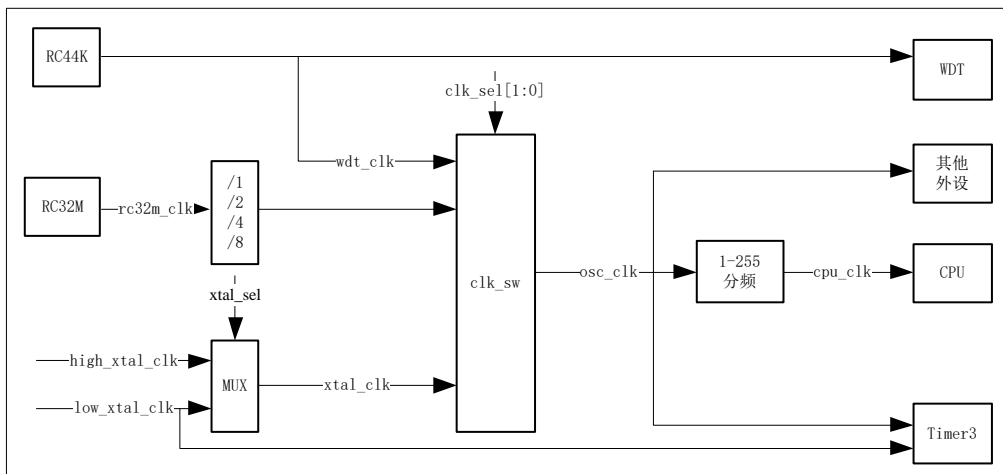 RC44K
WDT
clk_sel[1:0]
wdt_clk
其他
外设
RC32M
rc32m_clk
/1
/2
/4
/8
clk_sw
osc_clk
1-255
分频
cpu_clk
CPU
xtal_sel
high_xtal_clk
MUX
xtal_clk
low_xtal_clk
Timer3